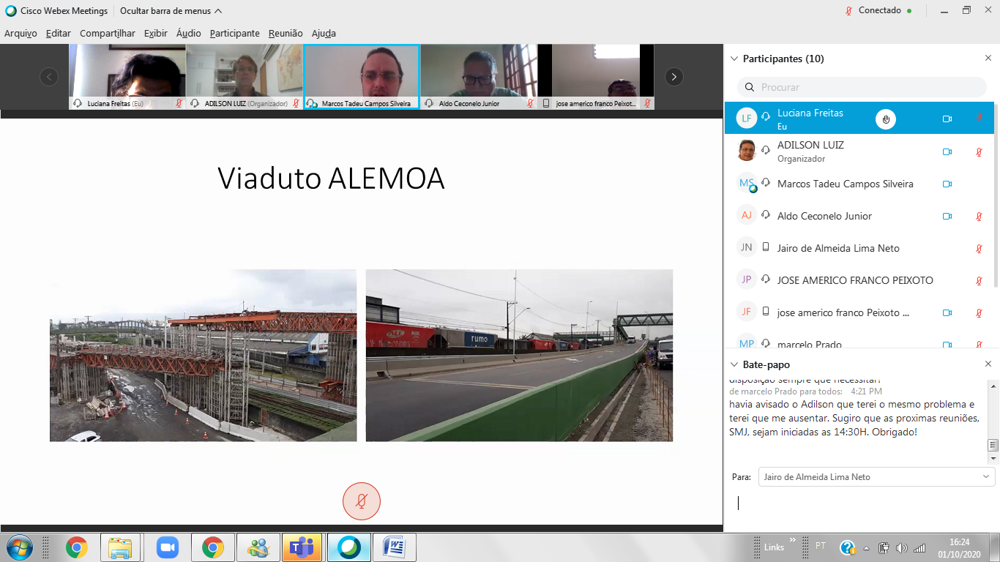 Cisco Webex Meetings
Ocultar barra de menus
Conectado
Arquivo Editar Compartilhar Exibir Áudio Participante Reunião Ajuda
Luciana Freitas (Eu)
ADILSON LUIZ (Organizador)
Marcos Tadeu Campos Silveira
Aldo Ceconelo Junior
jose americo franco Peixot...
Viaduto ALEMOA
rumo
Participantes (10)
Procurar
LF Luciana Freitas
Eu
ADILSON LUIZ
Organizador
MS Marcos Tadeu Campos Silveira
AJ Aldo Ceconelo Junior
JN Jairo de Almeida Lima Neto
JP JOSE AMERICO FRANCO PEIXOTO
JF jose americo franco Peixoto ...
MP marcelo Prado
Bate-papo
disposição sempre que necessitar!
de marcelo Prado para todos: 4:21 PM
havia avisado o Adilson que terei o mesmo problema e
terei que me ausentar. Sugiro que as proximas reuniões,
SMJ, sejam iniciadas as 14:30H. Obrigado!
Para: Jairo de Almeida Lima Neto
Links
PT
16:24
01/10/2020